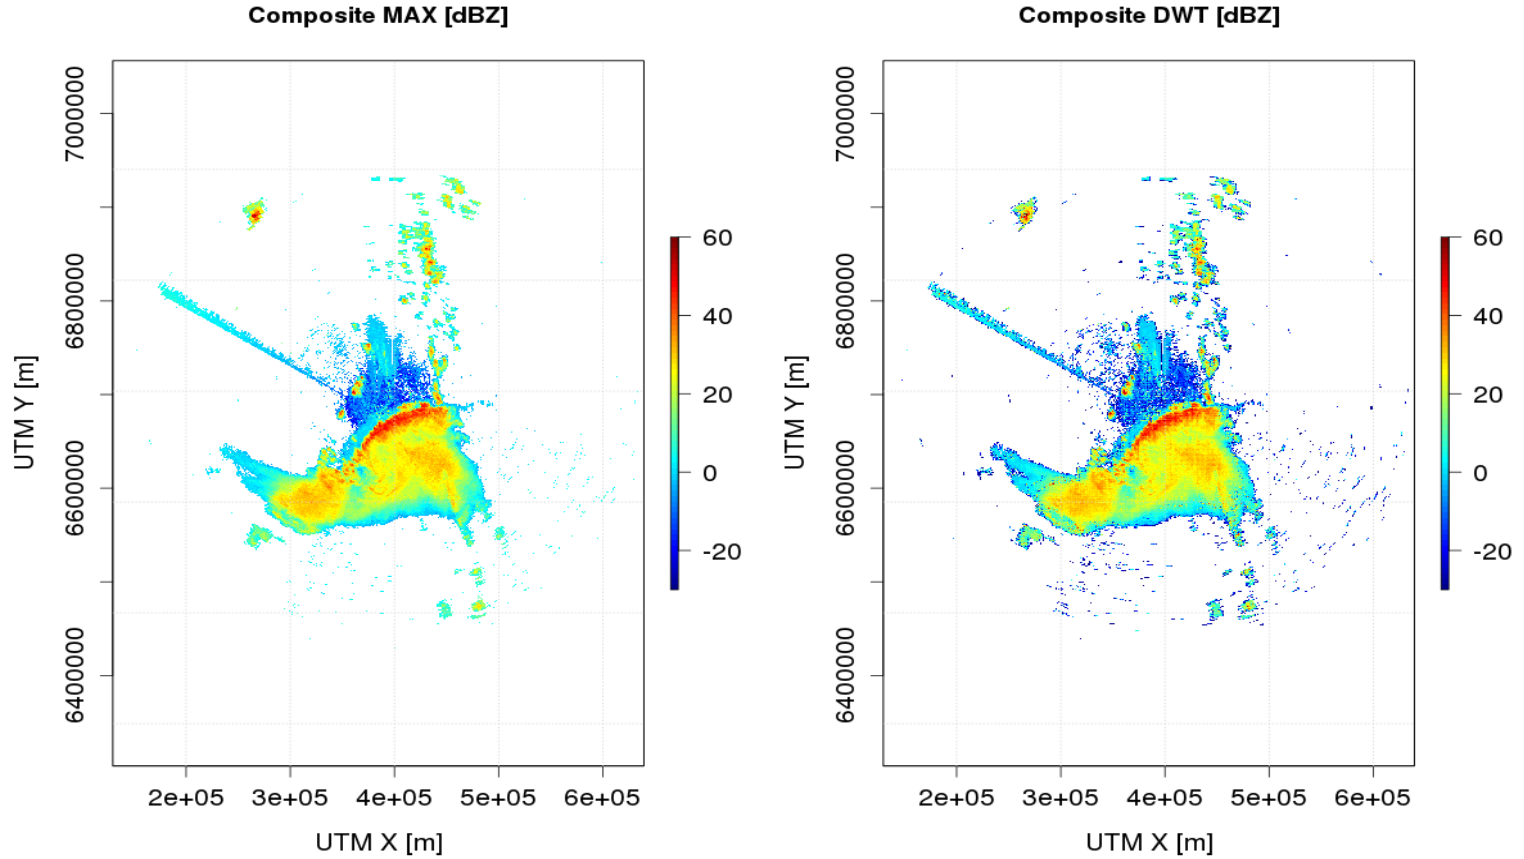 Composite MAX [dBZ]
UTM Y [m]
7000000
6800000
6600000
6400000
2e+05 3e+05 4e+05 5e+05 6e+05
UTM X [m]
60
40
20
0
-20
Composite DWT [dBZ]
UTM Y [m]
7000000
6800000
6600000
6400000
2e+05 3e+05 4e+05 5e+05 6e+05
UTM X [m]
60
40
20
0
-20